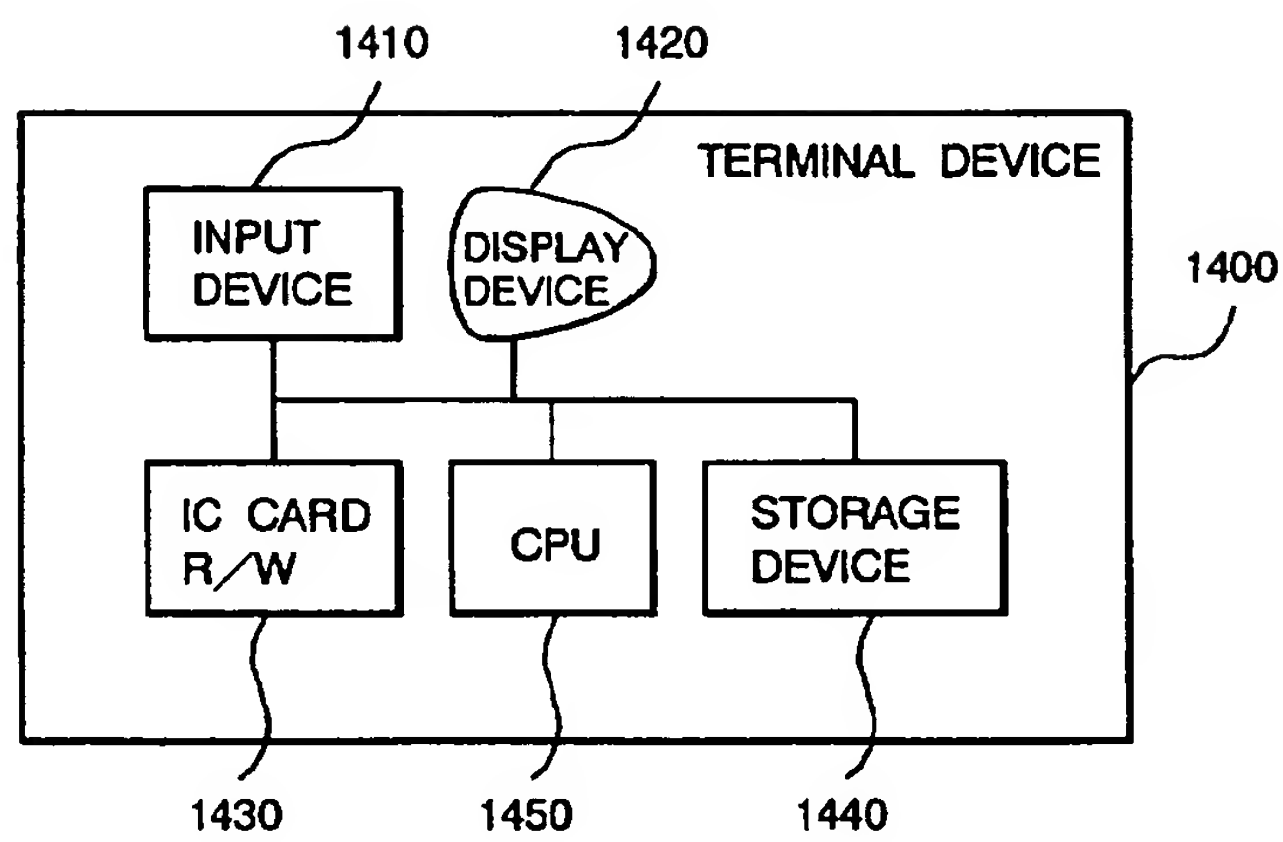 1410
1420
TERMINAL DEVICE
INPUT
DEVICE
DISPLAY
DEVICE
1400
IC CARD
R/W
CPU
STORAGE
DEVICE
1430
1450
1440